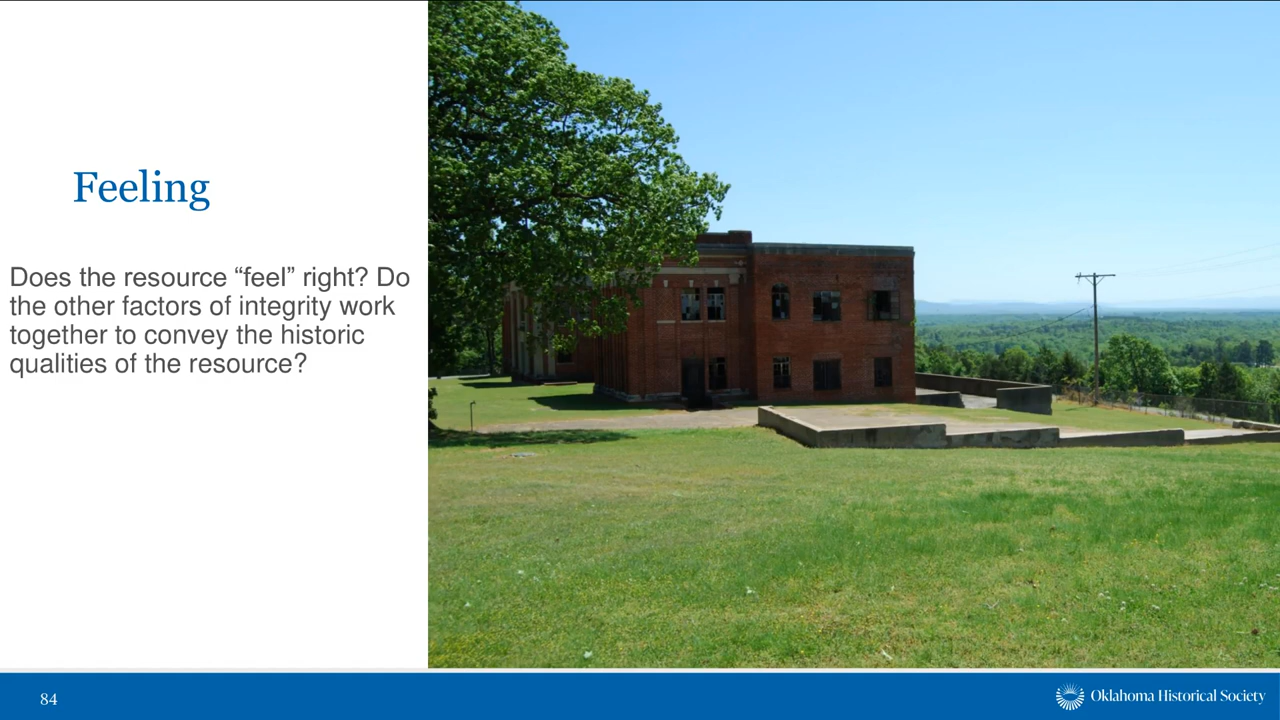 Feeling
Does the resource “feel” right? Do
the other factors of integrity work
together to convey the historic
qualities of the resource?
84
Oklahoma Historical Society